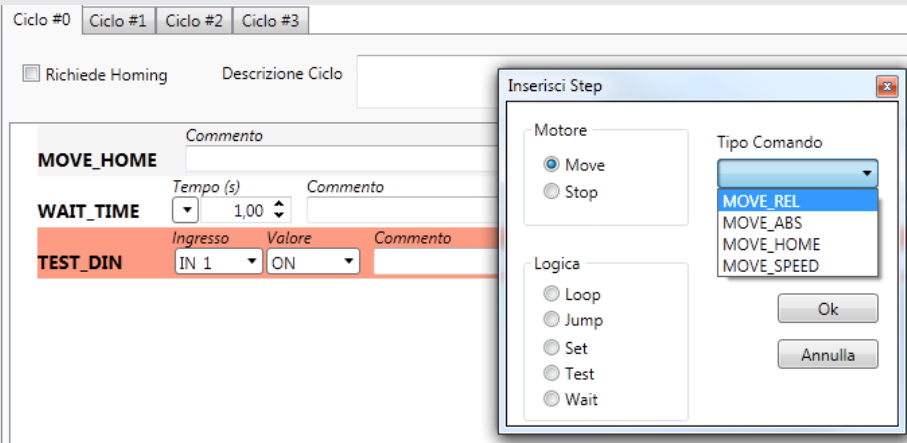 Ciclo #0 Ciclo #1 Ciclo #2 Ciclo #3
Richiede Homing Descrizione Ciclo
Commento
MOVE_HOME
Tempo (s) Commento
WAIT_TIME 1,00
Ingresso Valore Commento
TEST_DIN IN 1 ON
Inserisci Step
Motore
Move
Stop
Tipo Comando
MOVE_REL
MOVE_ABS
MOVE_HOME
MOVE_SPEED
Logica
Loop
Jump
Set
Test
Wait
Ok
Annulla